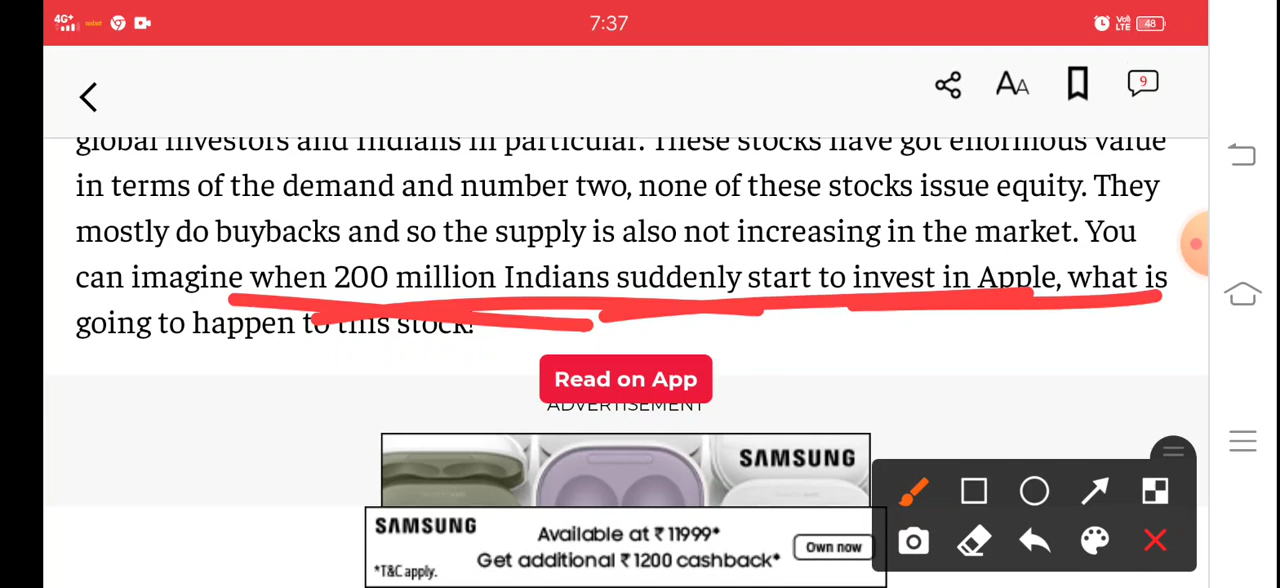 4G+
7:37
Vo)
LTE
48
AA
9
global investors and Indians in particular. These stocks have got enormous value
in terms of the demand and number two, none of these stocks issue equity. They
mostly do buybacks and so the supply is also not increasing in the market. You
can imagine when 200 million Indians suddenly start to invest in Apple, what is
going to happen to this stock!
Read on App
ADVERTISEMENT
SAMSUNG
SAMSUNG
Available at ₹ 11999*
Get additional ₹ 1200 cashback*
*T&C apply.
Own now